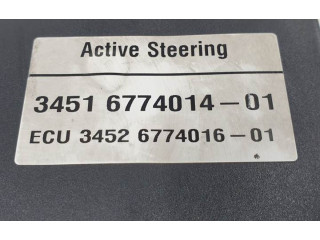 Active Steering
3451 6774014-01
ECU 3452 6774016-01